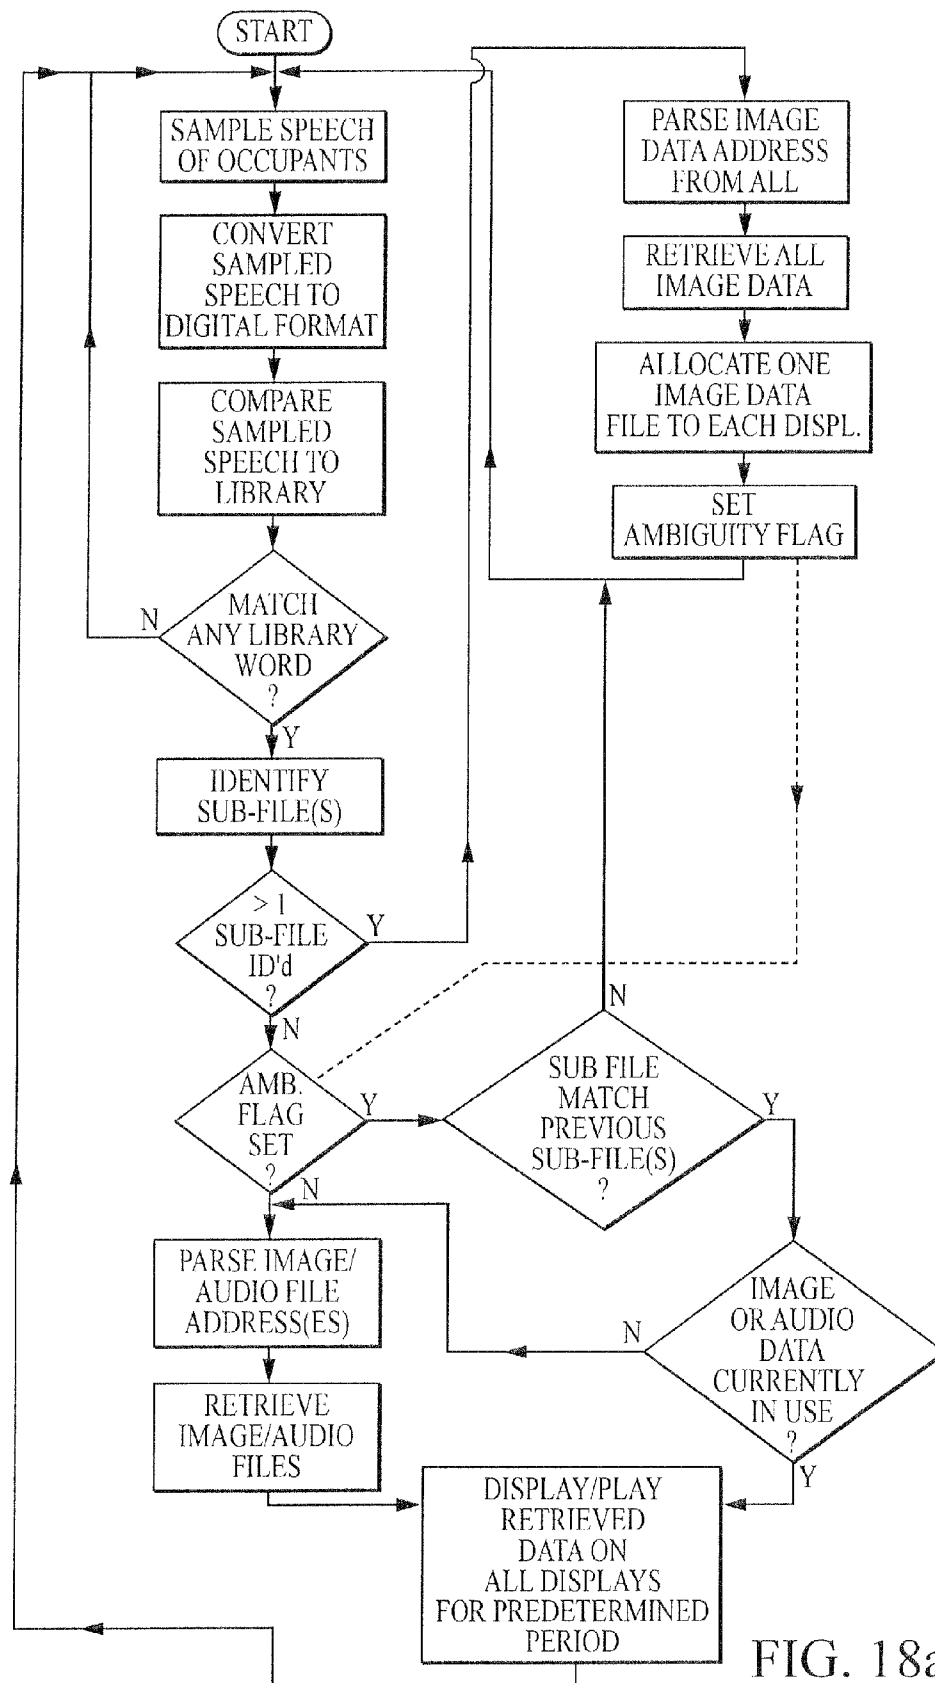 START
SAMPLE SPEECH
OF OCCUPANTS
CONVERT
SAMPLED
SPEECH TO
DIGITAL FORMAT
COMPARE
SAMPLED
SPEECH TO
LIBRARY
MATCH
ANY LIBRARY
WORD
?
N
Y
IDENTIFY
SUB-FILE(S)
> 1
SUB-FILE
ID'd
?
Y
N
AMB.
FLAG
SET
?
Y
N
PARSE IMAGE/
AUDIO FILE
ADDRESS(ES)
RETRIEVE
IMAGE/AUDIO
FILES
PARSE IMAGE
DATA ADDRESS
FROM ALL
RETRIEVE ALL
IMAGE DATA
ALLOCATE ONE
IMAGE DATA
FILE TO EACH DISPL.
SET
AMBIGUITY FLAG
N
SUB FILE
MATCH
PREVIOUS
SUB-FILE(S)
?
Y
IMAGE
OR AUDIO
DATA
CURRENTLY
IN USE
?
N
Y
DISPLAY/PLAY
RETRIEVED
DATA ON
ALL DISPLAYS
FOR PREDETERMINED
PERIOD
FIG. 18a